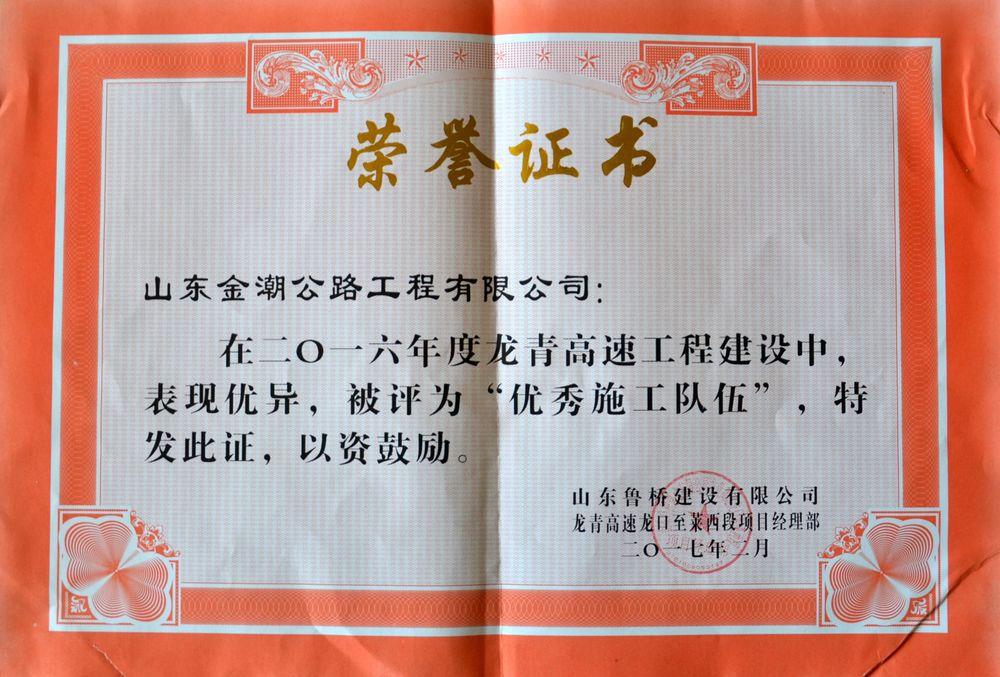 荣誉证书
山东金潮公路工程有限公司：
在二〇一六年度龙青高速工程建设中，
表现优异，被评为“优秀施工队伍”，特
发此证，以资鼓励。
山东鲁桥建设有限公司
龙青高速龙口至莱西段项目经理部
二〇一七年二月